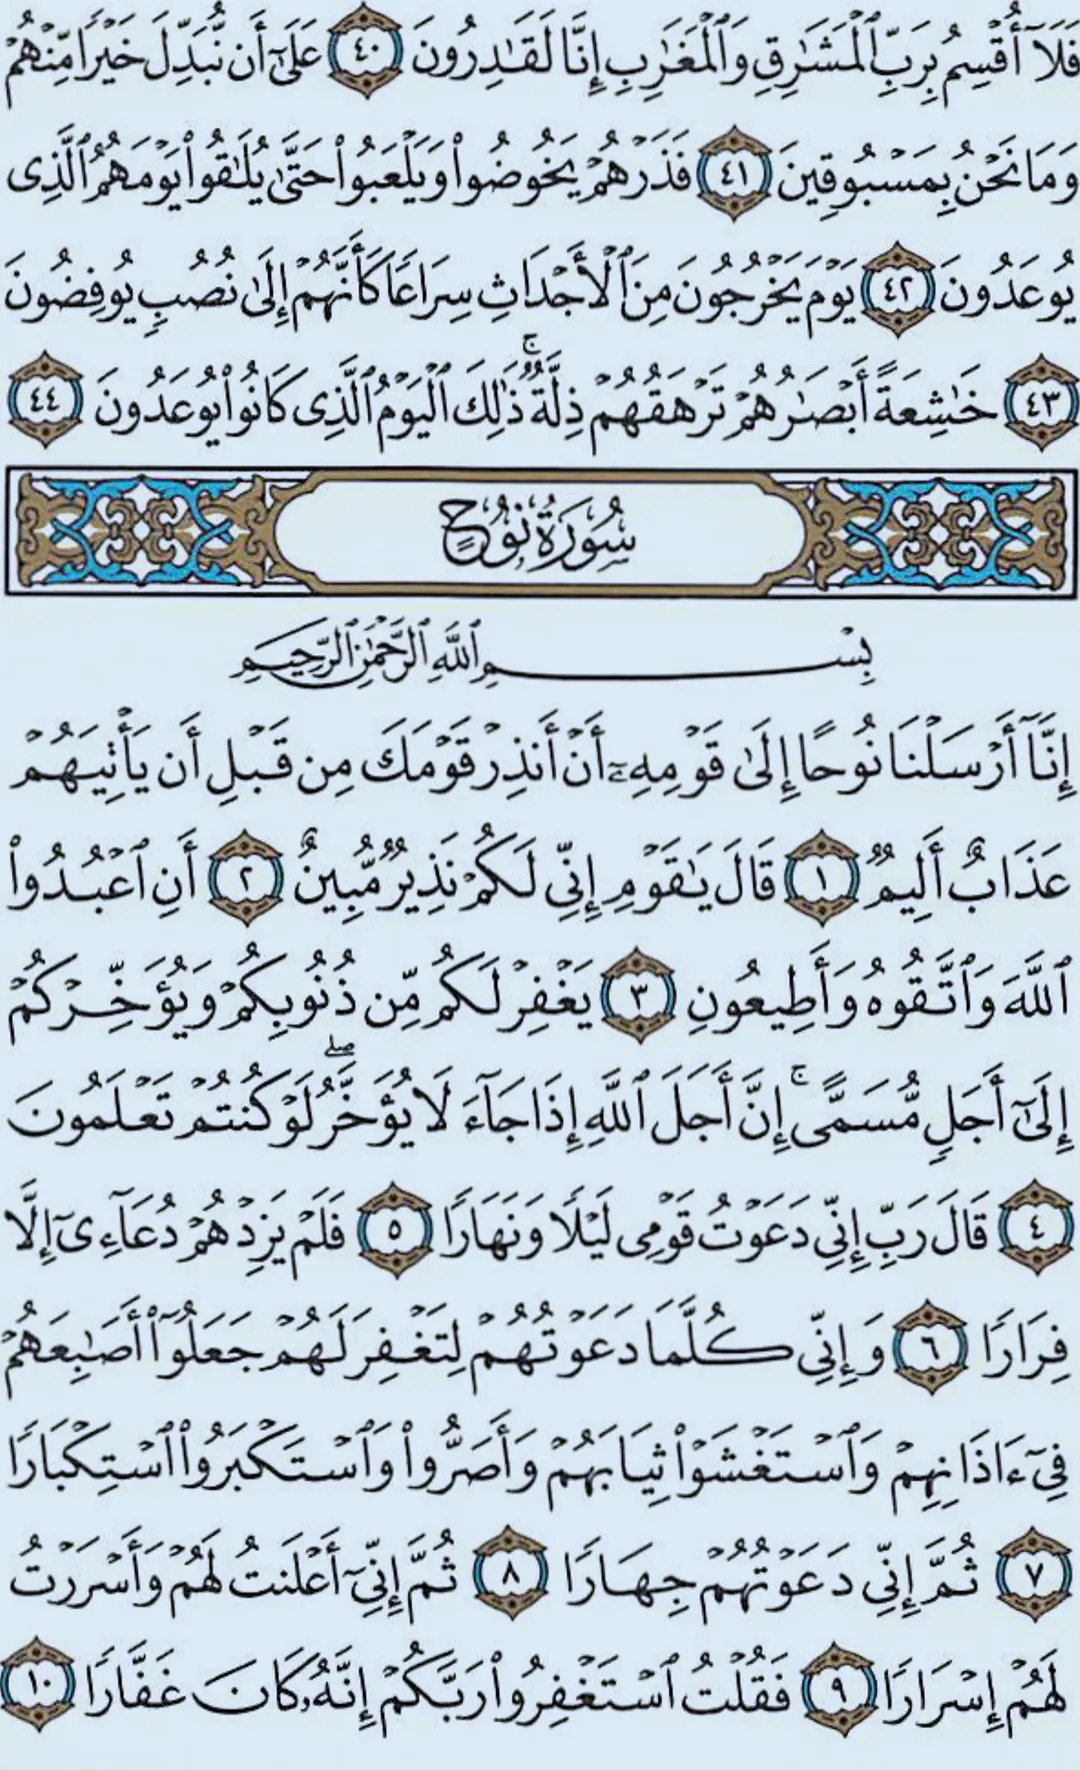 فَلَآ أُقْسِمُ بِرَبِّ ٱلْمَشَٰرِقِ وَٱلْمَغَٰرِبِ إِنَّا لَقَٰدِرُونَ ٤٠ عَلَىٰٓ أَن نُّبَدِّلَ خَيْرًا مِّنْهُمْ
وَمَا نَحْنُ بِمَسْبُوقِينَ ٤١ فَذَرْهُمْ يَخُوضُوا۟ وَيَلْعَبُوا۟ حَتَّىٰ يُلَٰقُوا۟ يَوْمَهُمُ ٱلَّذِى
يُوعَدُونَ ٤٢ يَوْمَ يَخْرُجُونَ مِنَ ٱلْأَجْدَاثِ سِرَاعًا كَأَنَّهُمْ إِلَىٰ نُصُبٍ يُوفِضُونَ
٤٣ خَٰشِعَةً أَبْصَٰرُهُمْ تَرْهَقُهُمْ ذِلَّةٌ ۚ ذَٰلِكَ ٱلْيَوْمُ ٱلَّذِى كَانُوا۟ يُوعَدُونَ ٤٤
سُورَةُ نُوحٍ
بِسْمِ ٱللَّهِ ٱلرَّحْمَٰنِ ٱلرَّحِيمِ
إِنَّآ أَرْسَلْنَا نُوحًا إِلَىٰ قَوْمِهِۦٓ أَنْ أَنذِرْ قَوْمَكَ مِن قَبْلِ أَن يَأْتِيَهُمْ
عَذَابٌ أَلِيمٌ ١ قَالَ يَٰقَوْمِ إِنِّى لَكُمْ نَذِيرٌ مُّبِينٌ ٢ أَنِ ٱعْبُدُوا۟
ٱللَّهَ وَٱتَّقُوهُ وَأَطِيعُونِ ٣ يَغْفِرْ لَكُم مِّن ذُنُوبِكُمْ وَيُؤَخِّرْكُمْ
إِلَىٰٓ أَجَلٍ مُّسَمًّى ۚ إِنَّ أَجَلَ ٱللَّهِ إِذَا جَآءَ لَا يُؤَخَّرُ ۖ لَوْ كُنتُمْ تَعْلَمُونَ
٤ قَالَ رَبِّ إِنِّى دَعَوْتُ قَوْمِى لَيْلًا وَنَهَارًا ٥ فَلَمْ يَزِدْهُمْ دُعَآءِىٓ إِلَّا
فِرَارًا ٦ وَإِنِّى كُلَّمَا دَعَوْتُهُمْ لِتَغْفِرَ لَهُمْ جَعَلُوٓا۟ أَصَٰبِعَهُمْ
فِىٓ ءَاذَانِهِمْ وَٱسْتَغْشَوْا۟ ثِيَابَهُمْ وَأَصَرُّوا۟ وَٱسْتَكْبَرُوا۟ ٱسْتِكْبَارًا
٧ ثُمَّ إِنِّى دَعَوْتُهُمْ جِهَارًا ٨ ثُمَّ إِنِّىٓ أَعْلَنتُ لَهُمْ وَأَسْرَرْتُ
لَهُمْ إِسْرَارًا ٩ فَقُلْتُ ٱسْتَغْفِرُوا۟ رَبَّكُمْ إِنَّهُۥ كَانَ غَفَّارًا ١٠